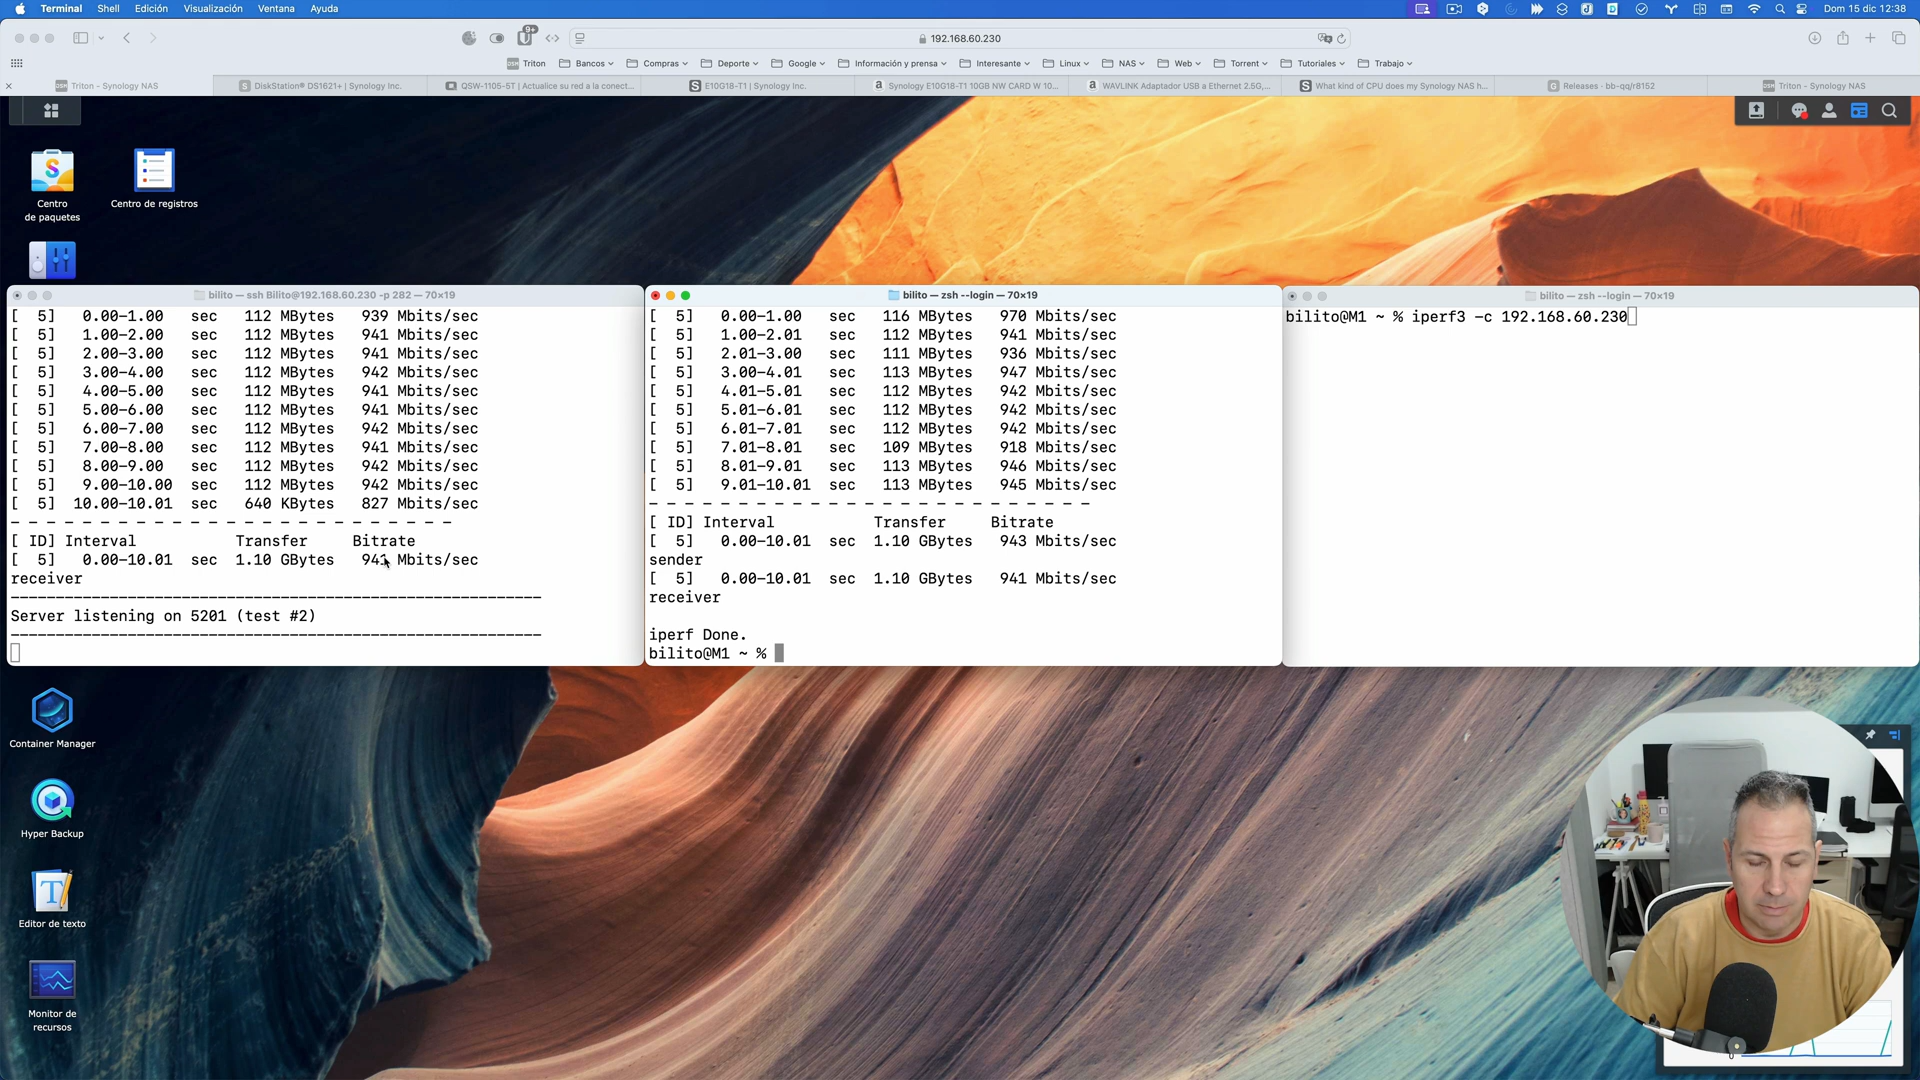 Terminal Shell Edición Visualización Ventana Ayuda
Dom 15 dic 12:38
9+
192.168.60.230
DSM Triton Bancos Compras Deporte Google Información y prensa Interesante Linux NAS Web Torrent Tutoriales Trabajo
DSM Triton - Synology NAS
S DiskStation® DS1621+ | Synology Inc.
QSW-1105-5T | Actualice su red a la conect...
S E10G18-T1 | Synology Inc.
a Synology E10G18-T1 10GB NW CARD W 10...
a WAVLINK Adaptador USB a Ethernet 2.5G,...
S What kind of CPU does my Synology NAS h...
G Releases · bb-qq/r8152
DSM Triton - Synology NAS
Centro
de paquetes
Centro de registros
bilito — ssh Bilito@192.168.60.230 -p 282 — 70×19
[  5]   0.00-1.00   sec   112 MBytes   939 Mbits/sec
[  5]   1.00-2.00   sec   112 MBytes   941 Mbits/sec
[  5]   2.00-3.00   sec   112 MBytes   941 Mbits/sec
[  5]   3.00-4.00   sec   112 MBytes   942 Mbits/sec
[  5]   4.00-5.00   sec   112 MBytes   941 Mbits/sec
[  5]   5.00-6.00   sec   112 MBytes   941 Mbits/sec
[  5]   6.00-7.00   sec   112 MBytes   942 Mbits/sec
[  5]   7.00-8.00   sec   112 MBytes   941 Mbits/sec
[  5]   8.00-9.00   sec   112 MBytes   942 Mbits/sec
[  5]   9.00-10.00  sec   112 MBytes   942 Mbits/sec
[  5]  10.00-10.01  sec   640 KBytes   827 Mbits/sec
- - - - - - - - - - - - - - - - - - - - - - - - -
[ ID] Interval           Transfer     Bitrate
[  5]   0.00-10.01  sec  1.10 GBytes   941 Mbits/sec
receiver
-----------------------------------------------------------
Server listening on 5201 (test #2)
-----------------------------------------------------------
bilito — zsh --login — 70×19
[  5]   0.00-1.00   sec   116 MBytes   970 Mbits/sec
[  5]   1.00-2.01   sec   112 MBytes   941 Mbits/sec
[  5]   2.01-3.00   sec   111 MBytes   936 Mbits/sec
[  5]   3.00-4.01   sec   113 MBytes   947 Mbits/sec
[  5]   4.01-5.01   sec   112 MBytes   942 Mbits/sec
[  5]   5.01-6.01   sec   112 MBytes   942 Mbits/sec
[  5]   6.01-7.01   sec   112 MBytes   942 Mbits/sec
[  5]   7.01-8.01   sec   109 MBytes   918 Mbits/sec
[  5]   8.01-9.01   sec   113 MBytes   946 Mbits/sec
[  5]   9.01-10.01  sec   113 MBytes   945 Mbits/sec
- - - - - - - - - - - - - - - - - - - - - - - - -
[ ID] Interval           Transfer     Bitrate
[  5]   0.00-10.01  sec  1.10 GBytes   943 Mbits/sec
sender
[  5]   0.00-10.01  sec  1.10 GBytes   941 Mbits/sec
receiver
iperf Done.
bilito@M1 ~ %
bilito — zsh --login — 70×19
bilito@M1 ~ % iperf3 -c 192.168.60.230
Container Manager
Hyper Backup
Editor de texto
Monitor de
recursos
0